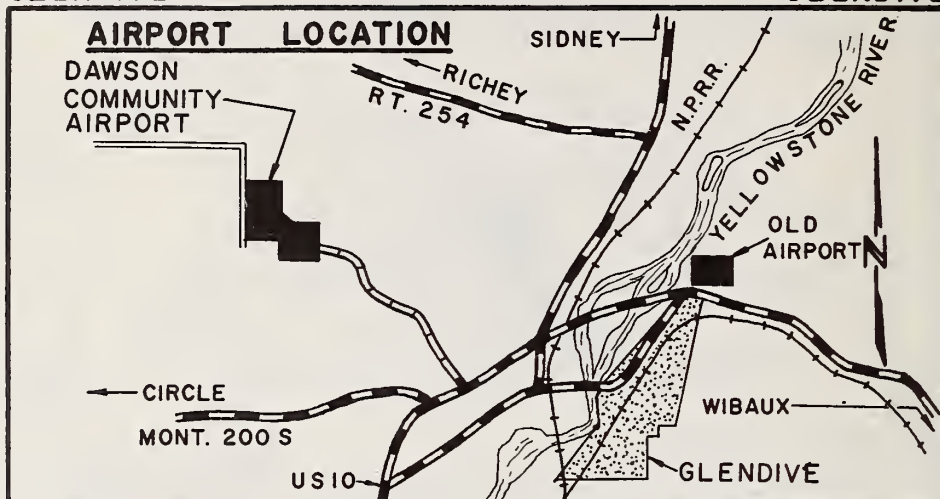 AIRPORT LOCATION
DAWSON
COMMUNITY
AIRPORT
SIDNEY
RICHEY
RT. 254
N.P.R.R.
YELLOWSTONE RIVER
OLD
AIRPORT
N
CIRCLE
MONT. 200 S
WIBAUX
US 10
GLENDIVE